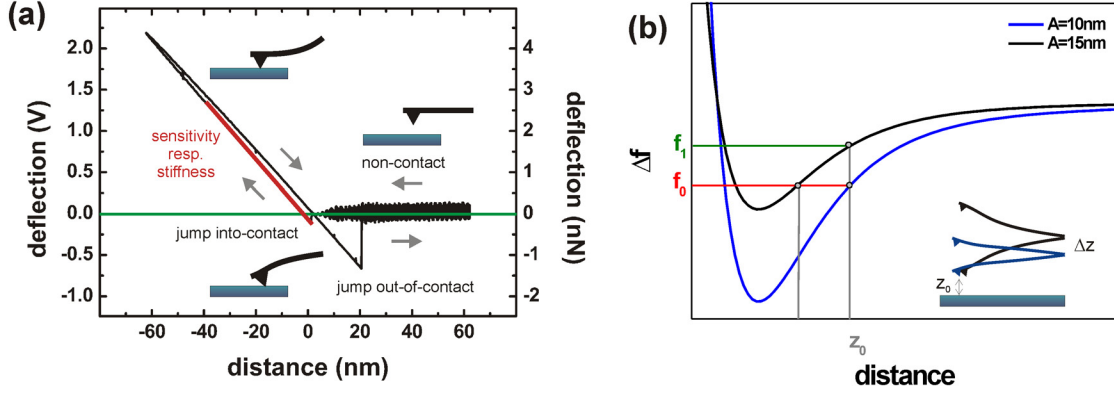 (a)
deflection (V)
2.0
1.5
1.0
0.5
0.0
-0.5
-1.0
sensitivity
resp.
stiffness
non-contact
jump into-contact
jump out-of-contact
4
3
2
1
0
-1
-2
deflection (nN)
-60 -40 -20 0 20 40 60
distance (nm)
(b)
A=10nm
A=15nm
Δf
f1
f0
Δz
z0
z0
distance